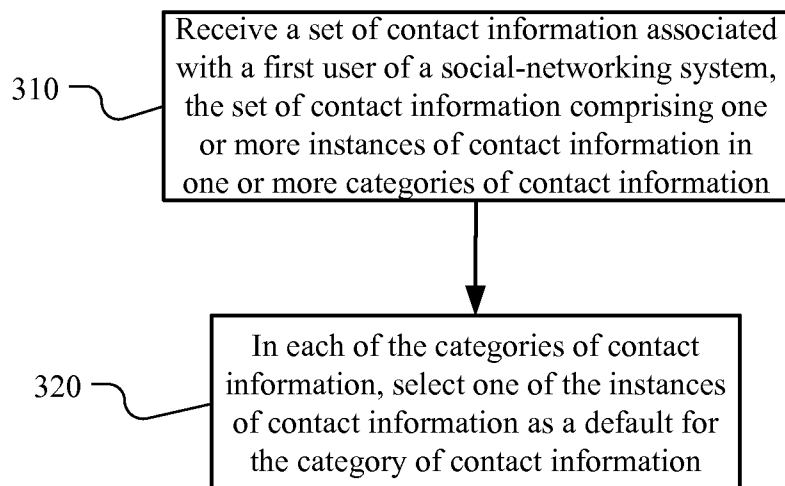 Receive a set of contact information associated
with a first user of a social-networking system,
310
the set of contact information comprising one
or more instances of contact information in
one or more categories of contact information
In each of the categories of contact
information, select one of the instances
320
of contact information as a default for
the category of contact information